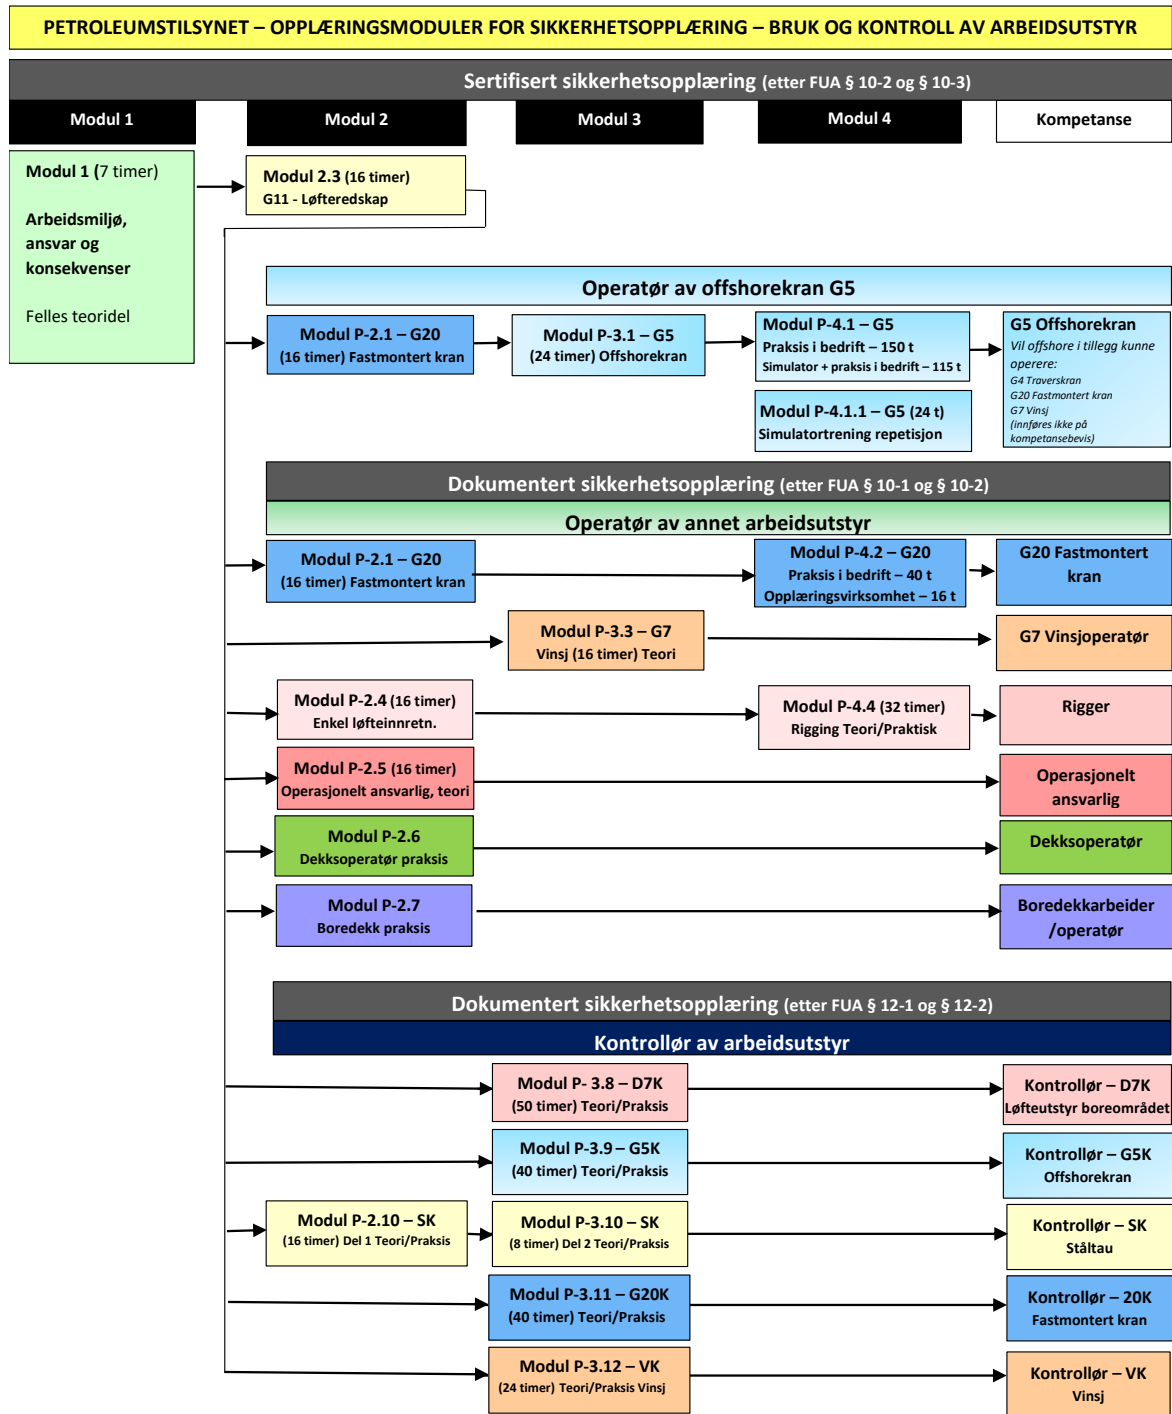 PETROLEUMSTILSYNET – OPPLÆRINGSMODULER FOR SIKKERHETSOPPLÆRING – BRUK OG KONTROLL AV ARBEIDSUTSTYR
Sertifisert sikkerhetsopplæring (etter FUA § 10-2 og § 10-3)
Modul 1
Modul 2
Modul 3
Modul 4
Kompetanse
Modul 1 (7 timer)
Arbeidsmiljø,
ansvar og
konsekvenser
Felles teoridel
Modul 2.3 (16 timer)
G11 - Løfteredskap
Operatør av offshorekran G5
Modul P-2.1 – G20
(16 timer) Fastmontert kran
Modul P-3.1 – G5
(24 timer) Offshorekran
Modul P-4.1 – G5
Praksis i bedrift – 150 t
Simulator + praksis i bedrift – 115 t
Modul P-4.1.1 – G5 (24 t)
Simulatortrening repetisjon
G5 Offshorekran
Vil offshore i tillegg kunne
operere:
G4 Traverskran
G20 Fastmontert kran
G7 Vinsj
(innføres ikke på
kompetansebevis)
Dokumentert sikkerhetsopplæring (etter FUA § 10-1 og § 10-2)
Operatør av annet arbeidsutstyr
Modul P-2.1 – G20
(16 timer) Fastmontert kran
Modul P-4.2 – G20
Praksis i bedrift – 40 t
Opplæringsvirksomhet – 16 t
G20 Fastmontert
kran
Modul P-3.3 – G7
Vinsj (16 timer) Teori
G7 Vinsjoperatør
Modul P-2.4 (16 timer)
Enkel løfteinnretn.
Modul P-4.4 (32 timer)
Rigging Teori/Praktisk
Rigger
Modul P-2.5 (16 timer)
Operasjonelt ansvarlig, teori
Operasjonelt
ansvarlig
Modul P-2.6
Dekksoperatør praksis
Dekksoperatør
Modul P-2.7
Boredekk praksis
Boredekkarbeider
/operatør
Dokumentert sikkerhetsopplæring (etter FUA § 12-1 og § 12-2)
Kontrollør av arbeidsutstyr
Modul P- 3.8 – D7K
(50 timer) Teori/Praksis
Kontrollør – D7K
Løfteutstyr boreområdet
Modul P-3.9 – G5K
(40 timer) Teori/Praksis
Kontrollør – G5K
Offshorekran
Modul P-2.10 – SK
(16 timer) Del 1 Teori/Praksis
Modul P-3.10 – SK
(8 timer) Del 2 Teori/Praksis
Kontrollør – SK
Ståltau
Modul P-3.11 – G20K
(40 timer) Teori/Praksis
Kontrollør – 20K
Fastmontert kran
Modul P-3.12 – VK
(24 timer) Teori/Praksis Vinsj
Kontrollør – VK
Vinsj